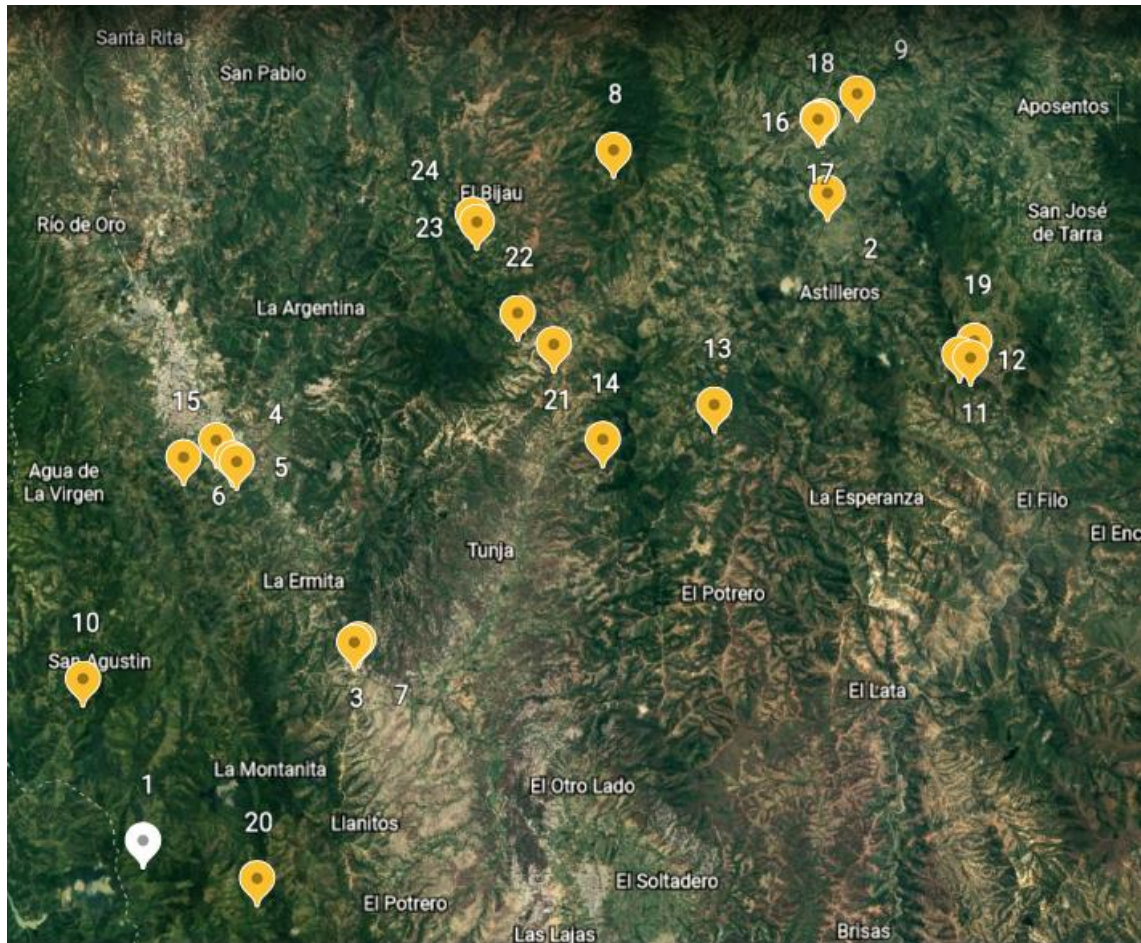 Santa Rita
San Pablo
18
9
8
Aposentos
16
24
El Bijau
17
23
Río de Oro
San José
de Tarra
22
2
La Argentina
Astilleros
19
13
12
15
4
21
14
11
5
Agua de
La Virgen
6
La Esperanza
El Filo
El Enc
Tunja
La Ermita
El Potrero
10
San Agustin
3
7
El Lata
La Montanita
1
El Otro Lado
20
Llanitos
El Soltadero
El Potrero
Las Lajas
Brisas